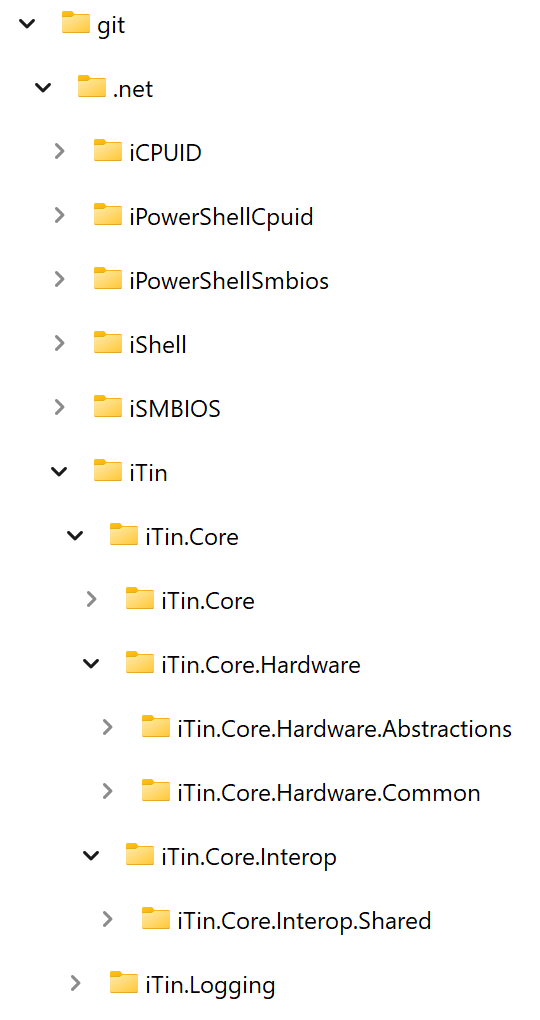 git
.net
iCPUID
iPowerShellCpuid
iPowerShellSmbios
iShell
iSMBIOS
iTin
iTin.Core
iTin.Core
iTin.Core.Hardware
iTin.Core.Hardware.Abstractions
iTin.Core.Hardware.Common
iTin.Core.Interop
iTin.Core.Interop.Shared
iTin.Logging